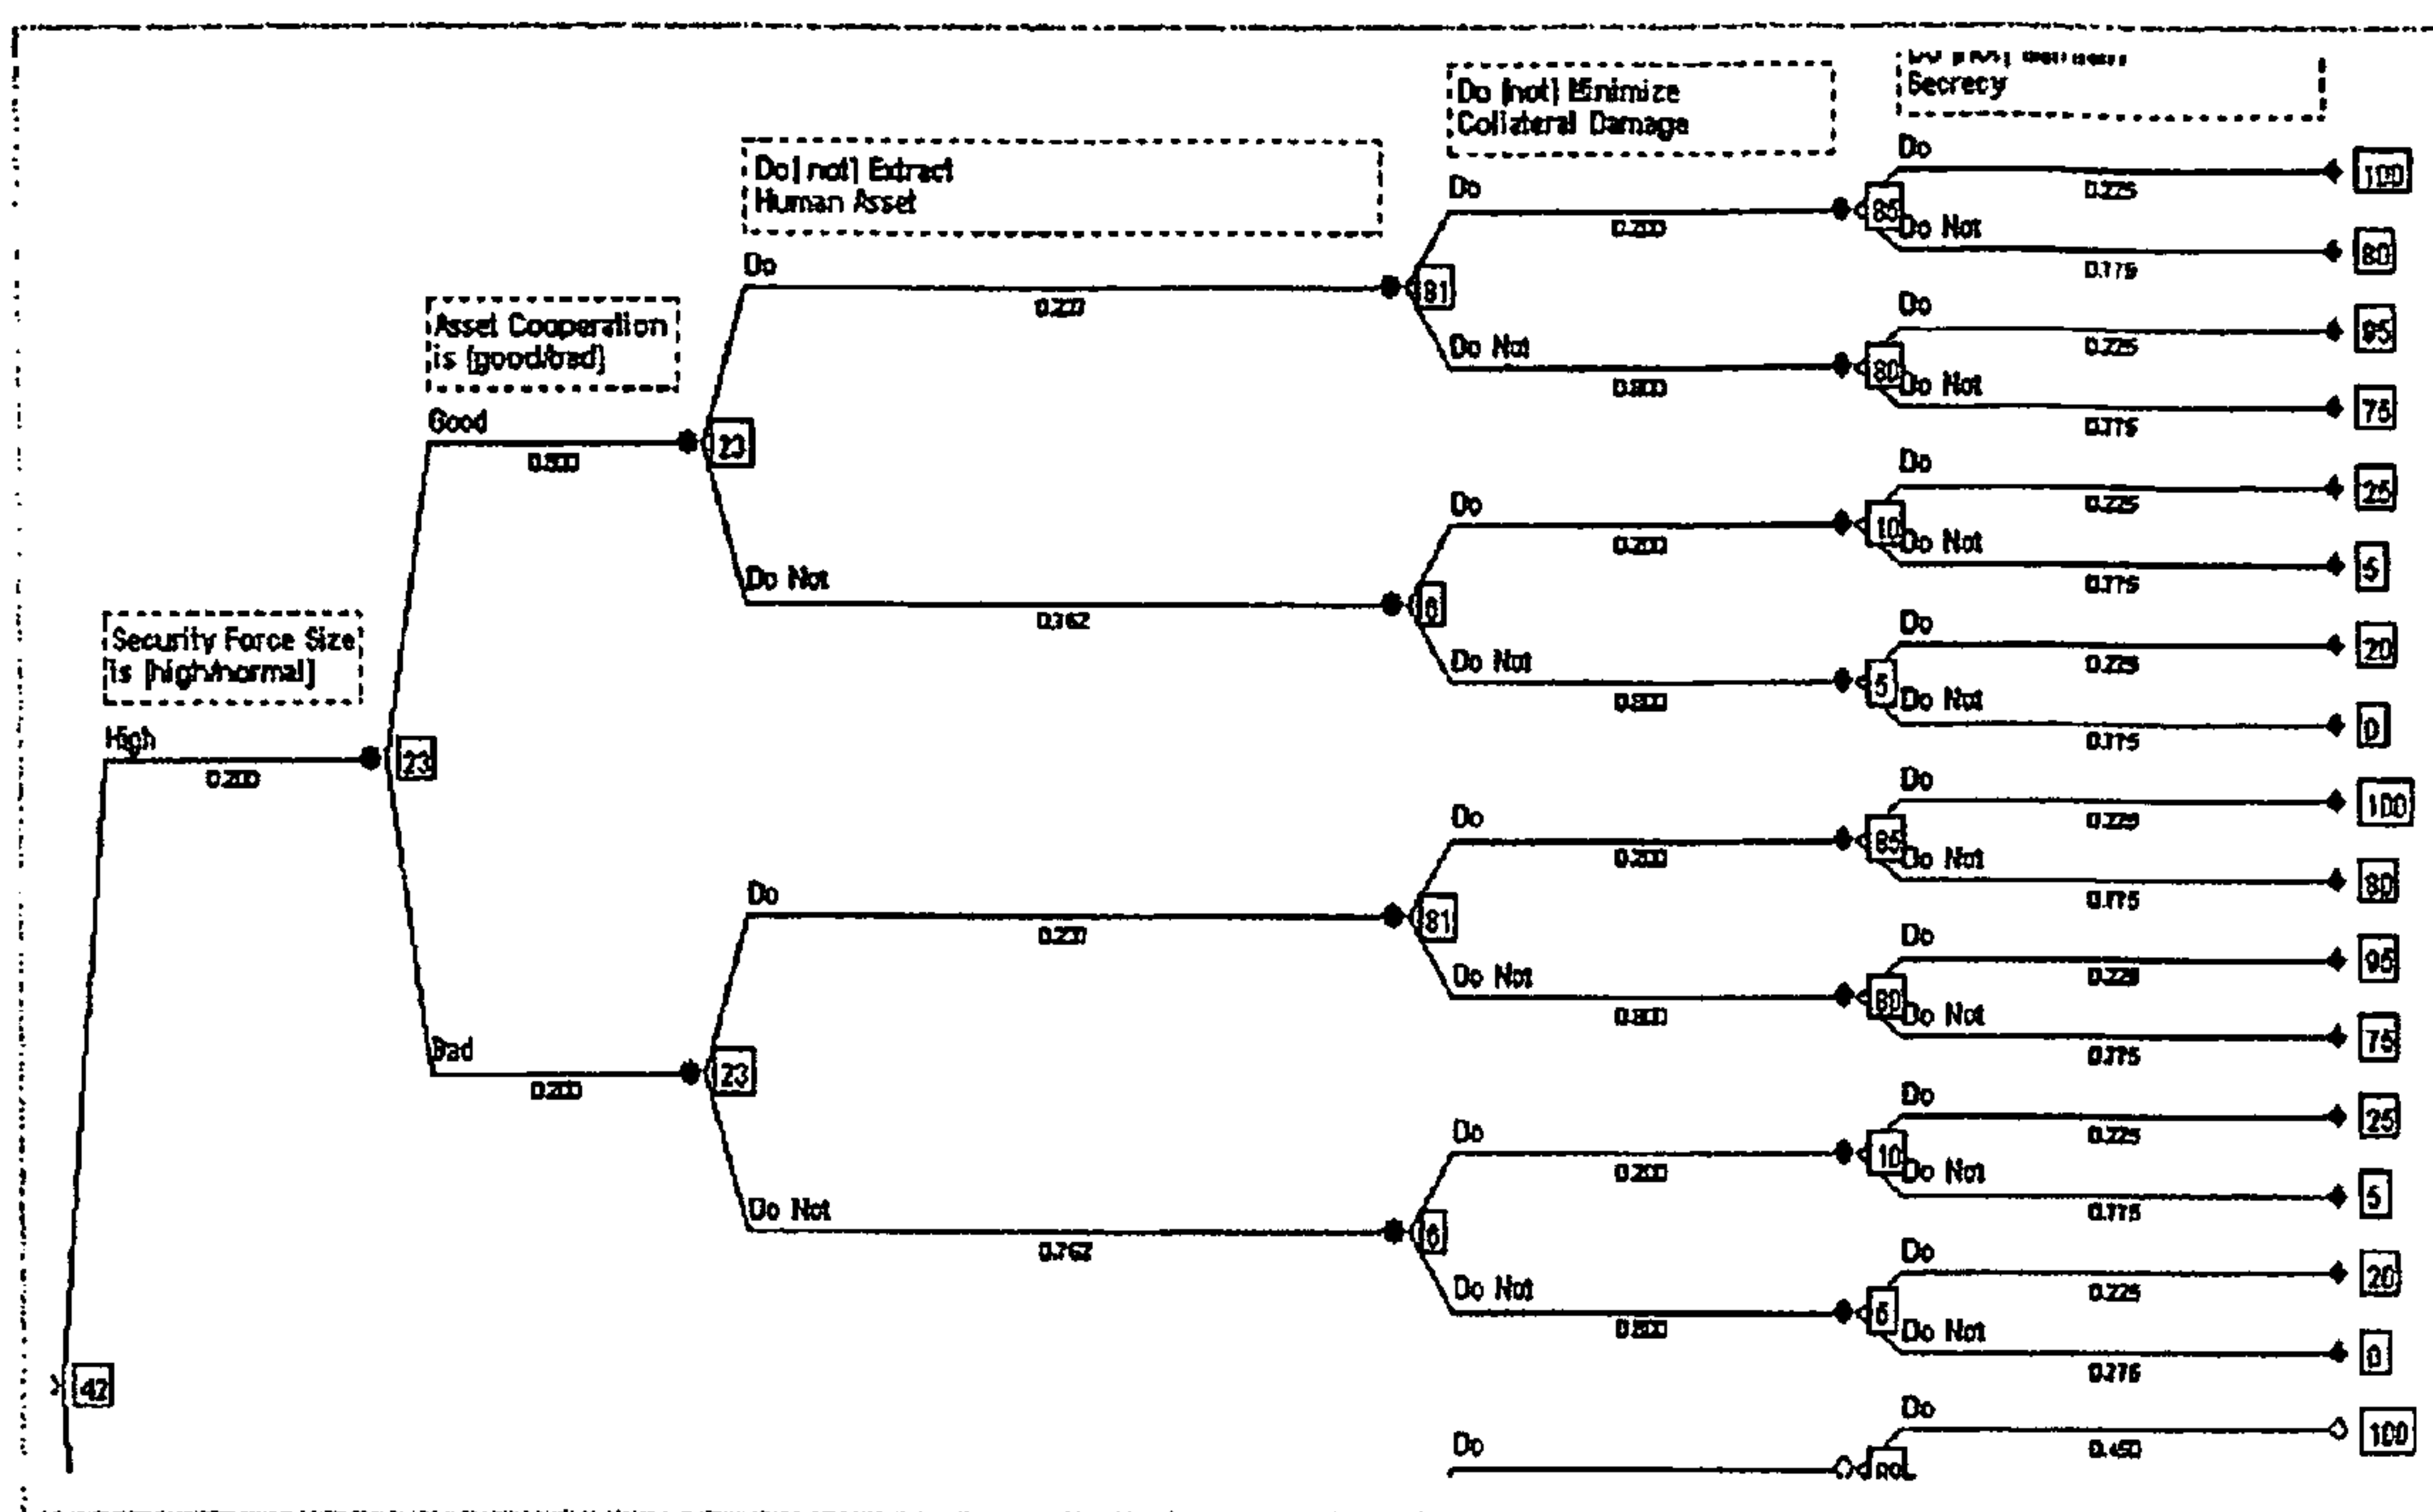 Secrecy
Do [not] Minimize
Collateral Damage
Do[not] Extract
Human Asset
Asset Cooperation
is [good/bad]
Security Force Size
is [high/normal]
High
0.200
23
42
Good
23
Bad
0.200
23
Do
81
Do Not
6
Do
81
Do Not
0.762
6
Do
0.200
85
Do Not
0.800
80
Do
0.200
10
Do Not
0.800
5
Do
0.200
85
Do Not
0.800
80
Do
0.200
10
Do Not
0.800
5
Do
Do
0.225
100
Do Not
0.775
80
Do
0.225
95
Do Not
0.775
75
Do
0.225
25
Do Not
0.775
5
Do
0.225
20
Do Not
0.775
0
Do
0.225
100
Do Not
0.775
80
Do
0.225
95
Do Not
0.775
75
Do
0.225
25
Do Not
0.775
5
Do
0.225
20
Do Not
0.775
0
Do
0.450
100